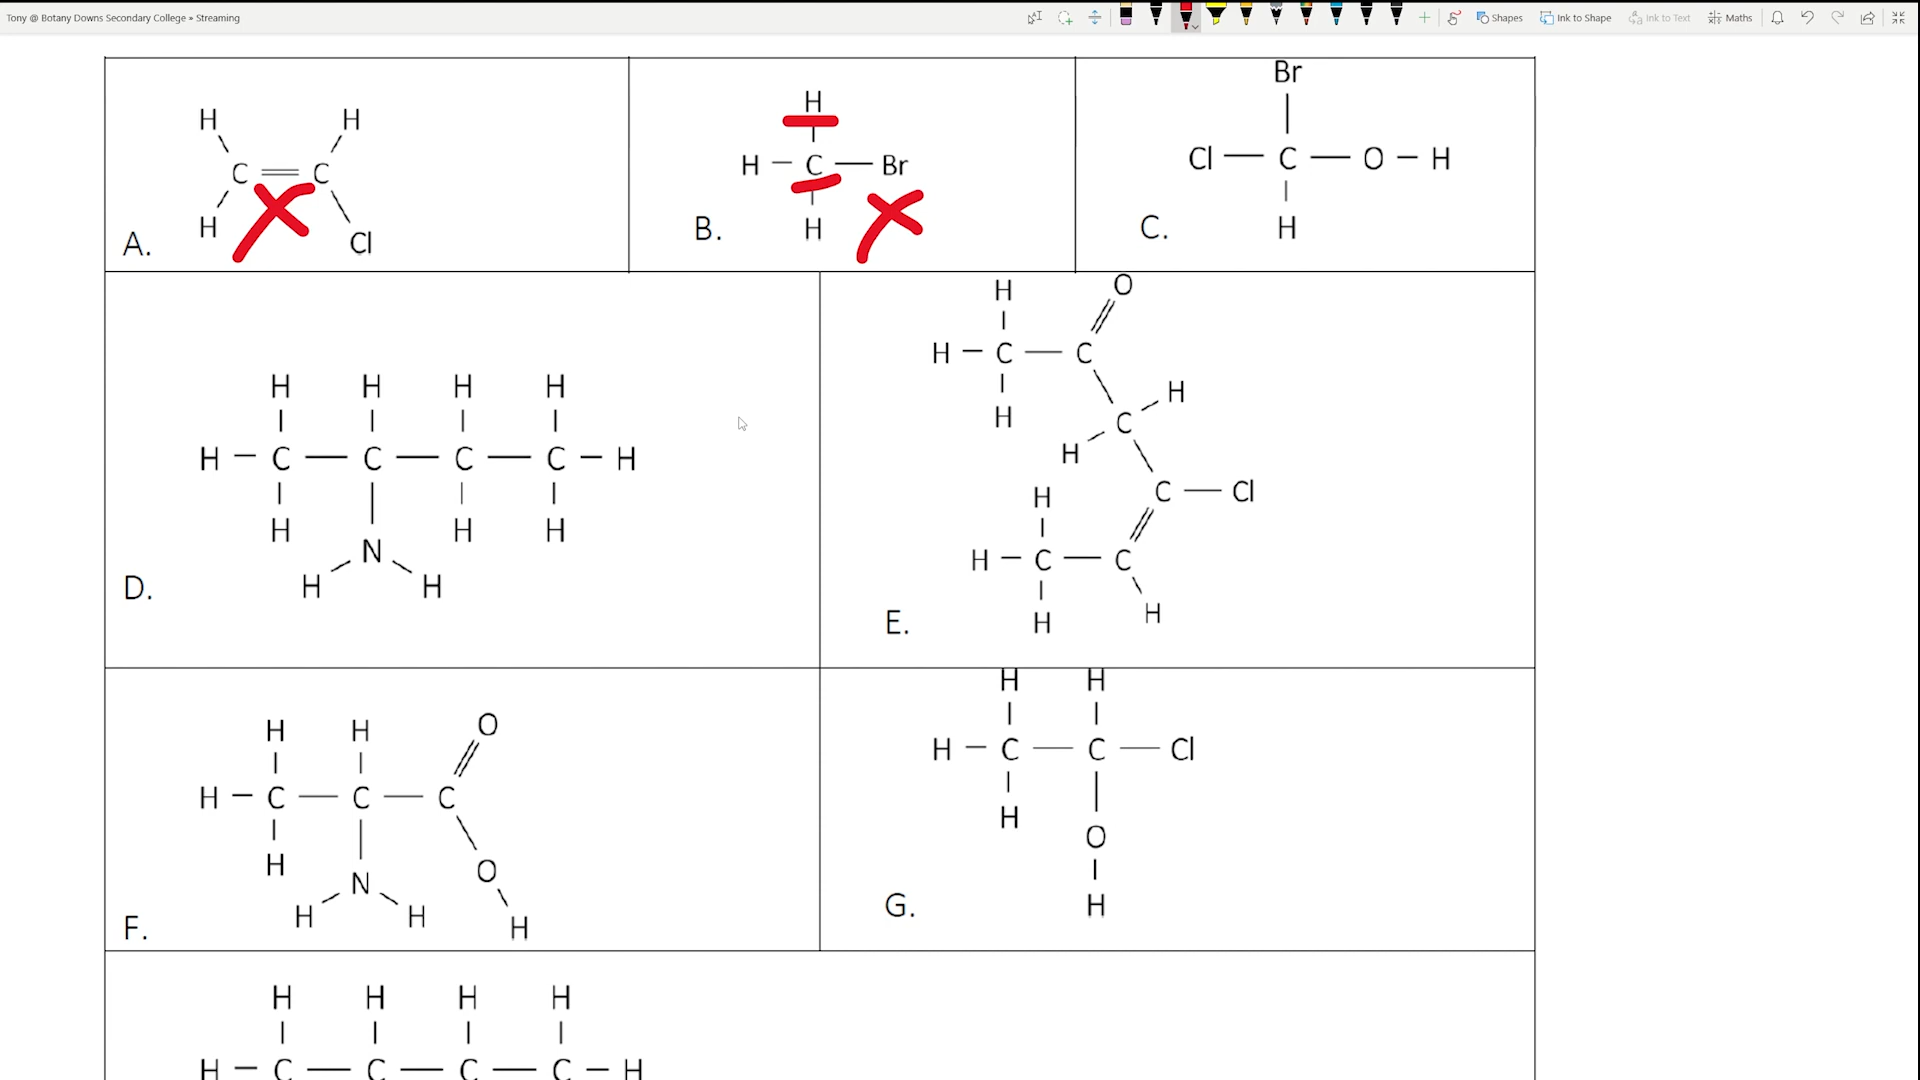 Tony @ Botany Downs Secondary College » Streaming
Shapes Ink to Shape Ink to Text Maths
H H
C C
H Cl
A.
H
H C Br
H
B.
Br
Cl C O H
H
C.
H H H H
H C C C C H
H H H
N
H H
D.
H O
H C C
H H
C
H
C Cl
H
H C C
H H
E.
H H O
H C C C
H
N O
H H H
F.
H H
H C C Cl
H
O
H
G.
H H H H
H C C C C H